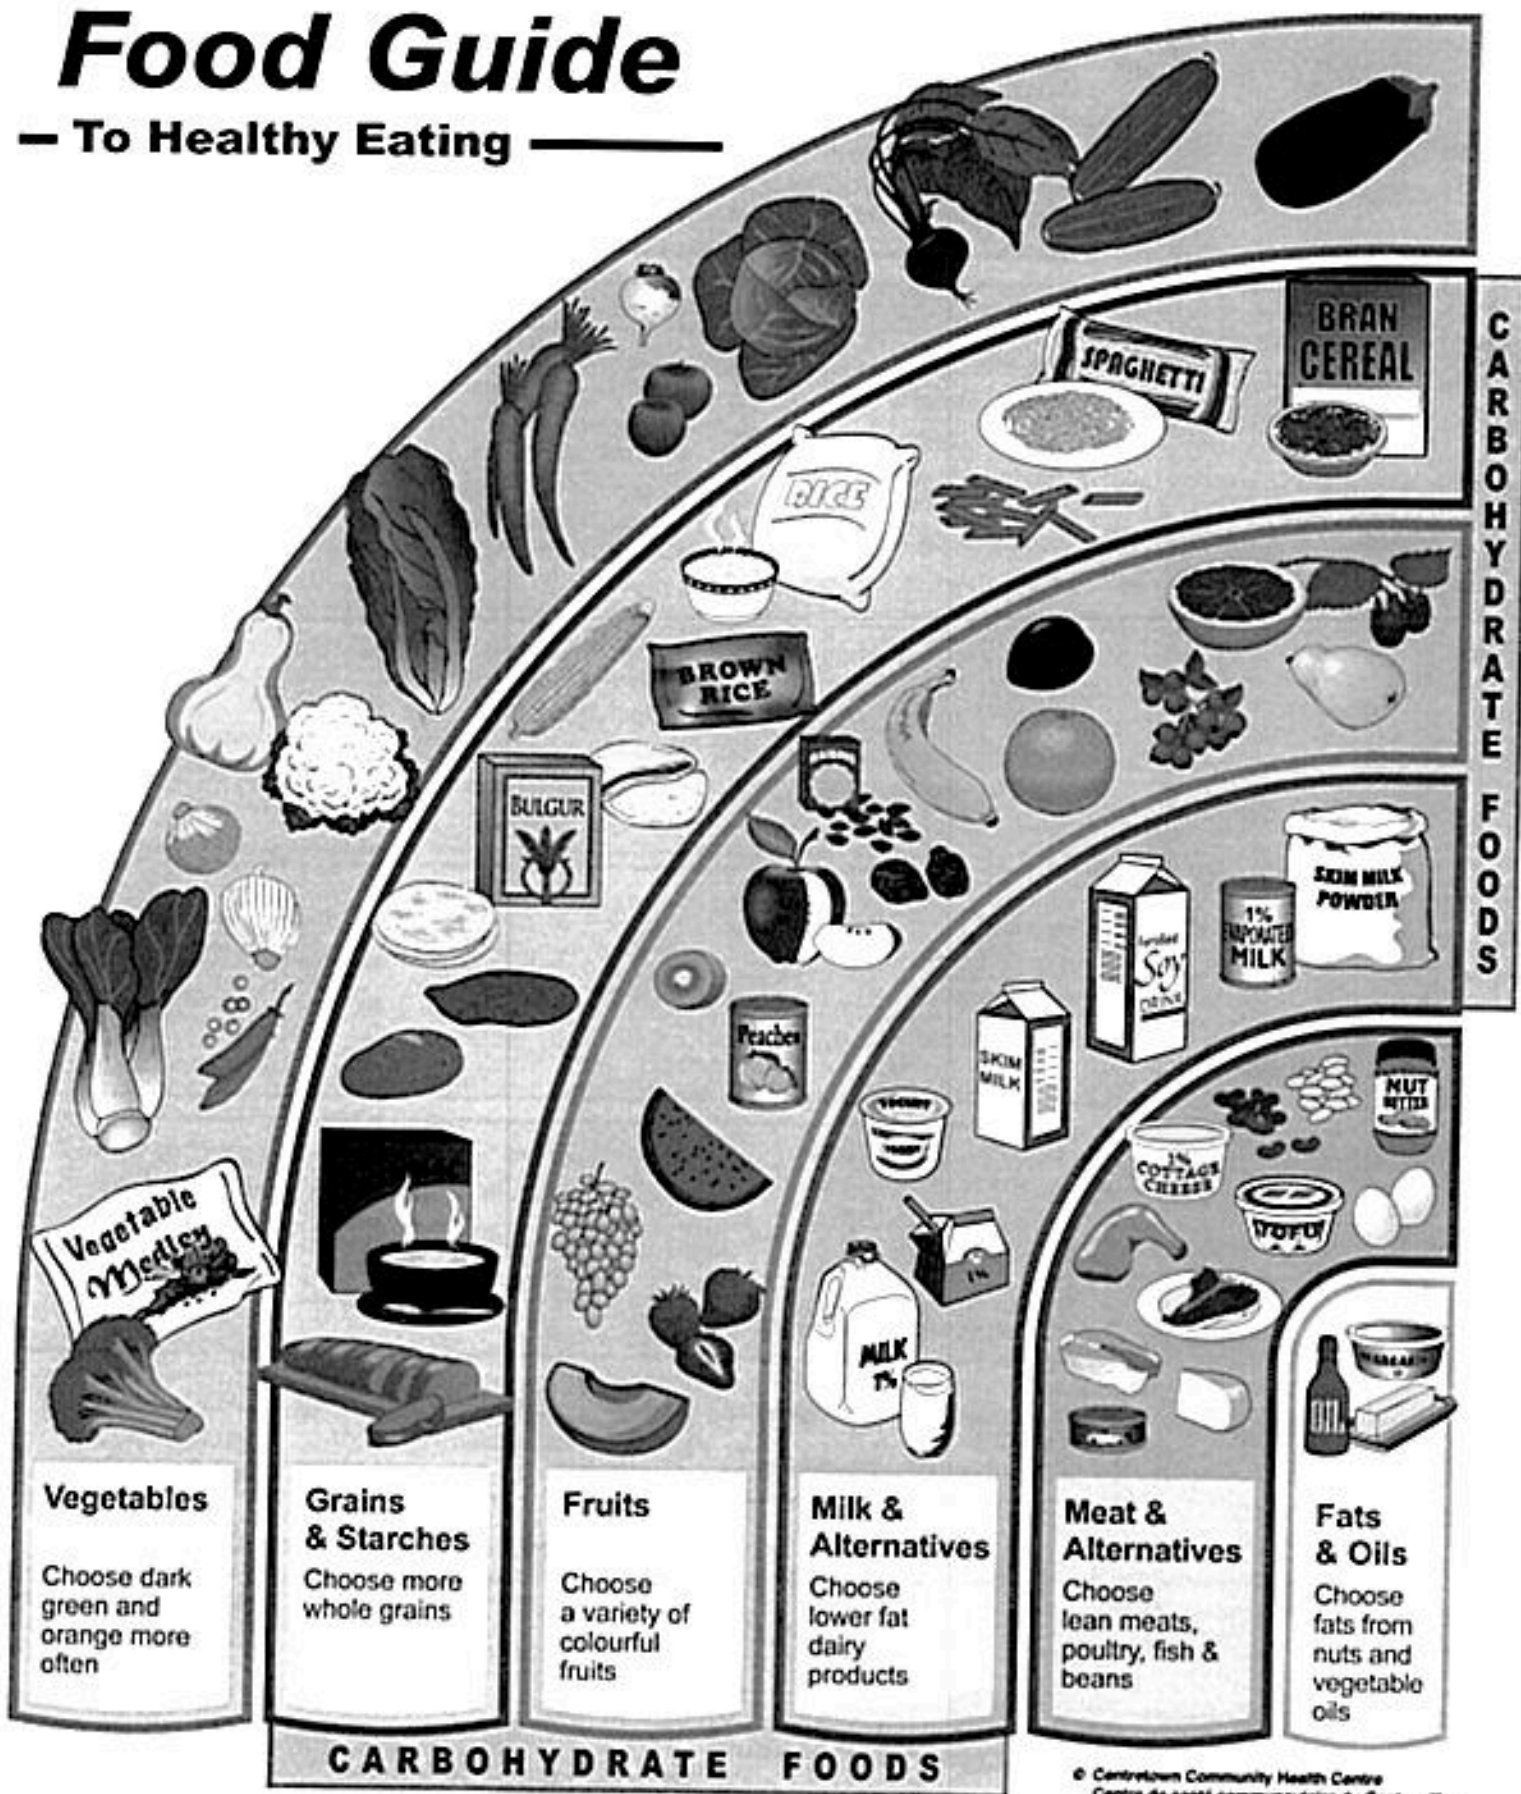 Food Guide
To Healthy Eating
BRAN
CEREAL
SPAGHETTI
RICE
BROWN
RICE
BULGUR
SKIM MILK
POWDER
1%
EVAPORATED
MILK
Soy
DRINK
SKIM
MILK
Peaches
YOGURT
NUT
BUTTER
1%
COTTAGE
CHEESE
TOFU
1%
MILK
1%
Vegetable
Medley
OIL
CARBOHYDRATE FOODS
Vegetables
Choose dark
green and
orange more
often
Grains
& Starches
Choose more
whole grains
Fruits
Choose
a variety of
colourful
fruits
Milk &
Alternatives
Choose
lower fat
dairy
products
Meat &
Alternatives
Choose
lean meats,
poultry, fish &
beans
Fats
& Oils
Choose
fats from
nuts and
vegetable
oils
CARBOHYDRATE FOODS
© Centretown Community Health Centre